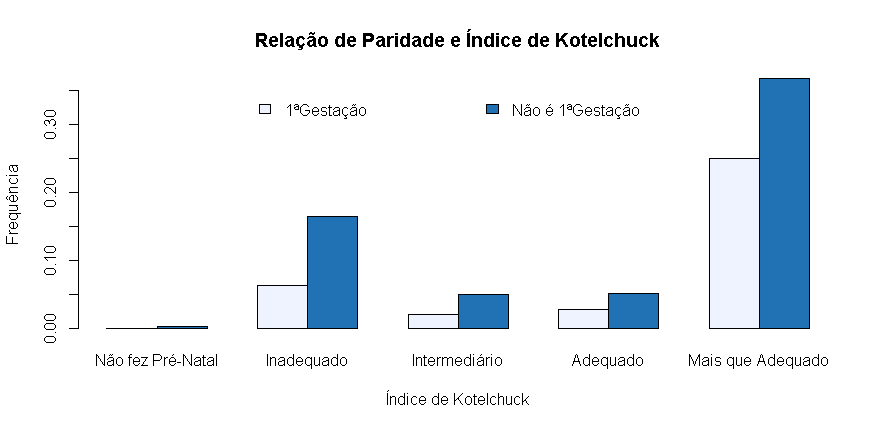 Relação de Paridade e Índice de Kotelchuck
1ªGestação
Não é 1ªGestação
Frequência
0.30
0.20
0.10
0.00
Não fez Pré-Natal
Inadequado
Intermediário
Adequado
Mais que Adequado
Índice de Kotelchuck